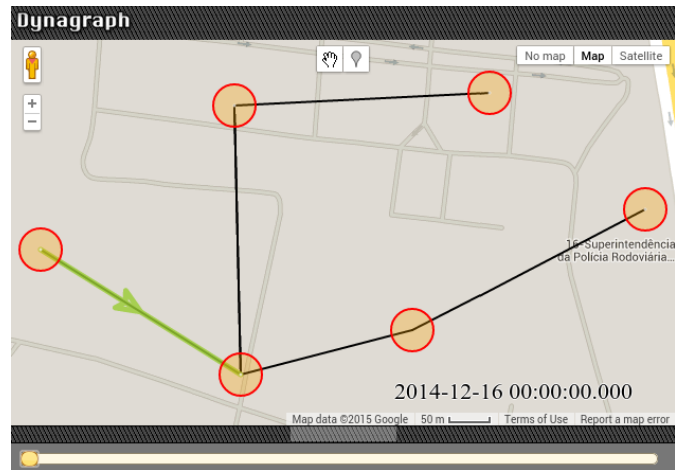 Dynagraph
No map Map Satellite
+
−
16ª Superintendência
da Polícia Rodoviária...
2014-12-16 00:00:00.000
Map data ©2015 Google 50 m Terms of Use Report a map error